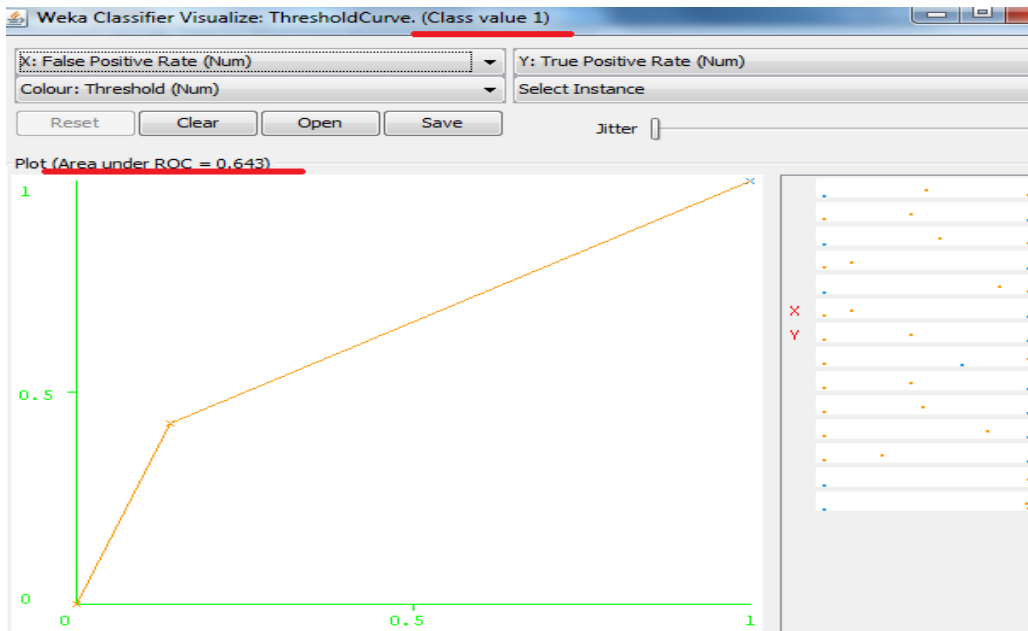 Weka Classifier Visualize: ThresholdCurve. (Class value 1)
X: False Positive Rate (Num)
Y: True Positive Rate (Num)
Colour: Threshold (Num)
Select Instance
Reset
Clear
Open
Save
Jitter
Plot (Area under ROC = 0.643)
1
0.5
0
0
0.5
1
X
Y